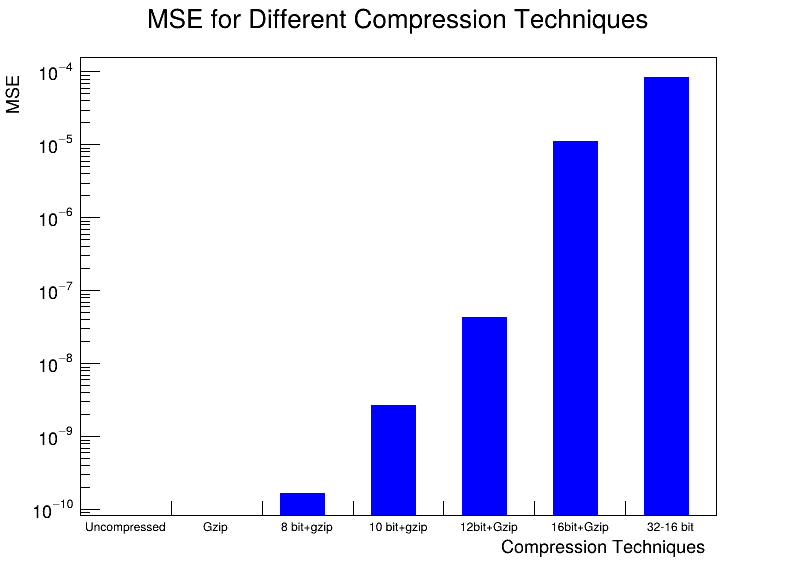 MSE for Different Compression Techniques
MSE
10⁻⁴
10⁻⁵
10⁻⁶
10⁻⁷
10⁻⁸
10⁻⁹
10⁻¹⁰
Uncompressed Gzip 8 bit+gzip 10 bit+gzip 12bit+Gzip 16bit+Gzip 32-16 bit
Compression Techniques